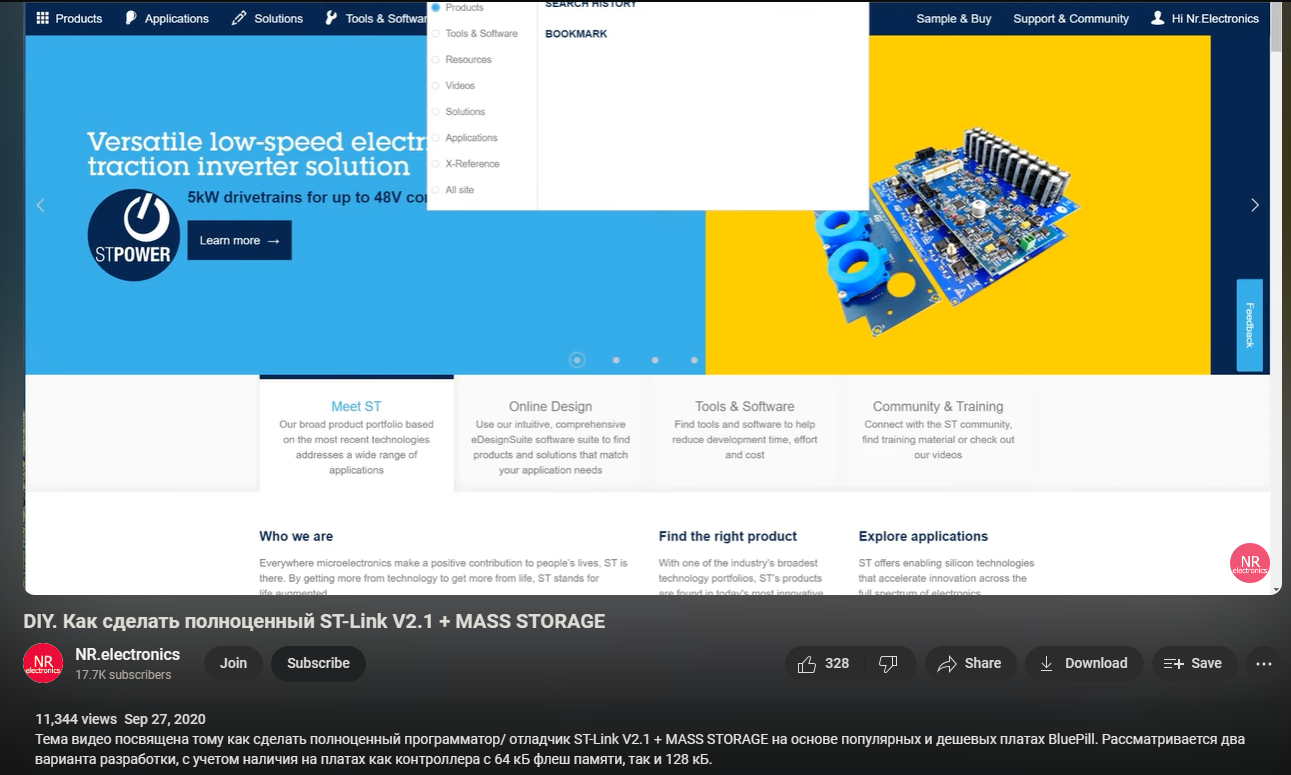 Products Applications Solutions Tools & Softwar
Sample & Buy Support & Community Hi Nr.Electronics
Products
Tools & Software
Resources
Videos
Solutions
Applications
X-Reference
All site
SEARCH HISTORY
BOOKMARK
Versatile low-speed electr
traction inverter solution
5kW drivetrains for up to 48V co
STPOWER
Learn more →
Feedback
Meet ST
Our broad product portfolio based
on the most recent technologies
addresses a wide range of
applications
Online Design
Use our intuitive, comprehensive
eDesignSuite software suite to find
products and solutions that match
your application needs
Tools & Software
Find tools and software to help
reduce development time, effort
and cost
Community & Training
Connect with the ST community,
find training material or check out
our videos
Who we are
Everywhere microelectronics make a positive contribution to people's lives, ST is
there. By getting more from technology to get more from life, ST stands for
life augmented
Find the right product
With one of the industry's broadest
technology portfolios, ST's products
are found in today's most innovative
Explore applications
ST offers enabling silicon technologies
that accelerate innovation across the
full spectrum of electronics
NR
electronics
DIY. Как сделать полноценный ST-Link V2.1 + MASS STORAGE
NR
electronics
NR.electronics
17.7K subscribers
Join
Subscribe
328
Share
Download
Save
11,344 views Sep 27, 2020
Тема видео посвящена тому как сделать полноценный программатор/ отладчик ST-Link V2.1 + MASS STORAGE на основе популярных и дешевых платах BluePill. Рассматривается два
варианта разработки, с учетом наличия на платах как контроллера с 64 кБ флеш памяти, так и 128 кБ.